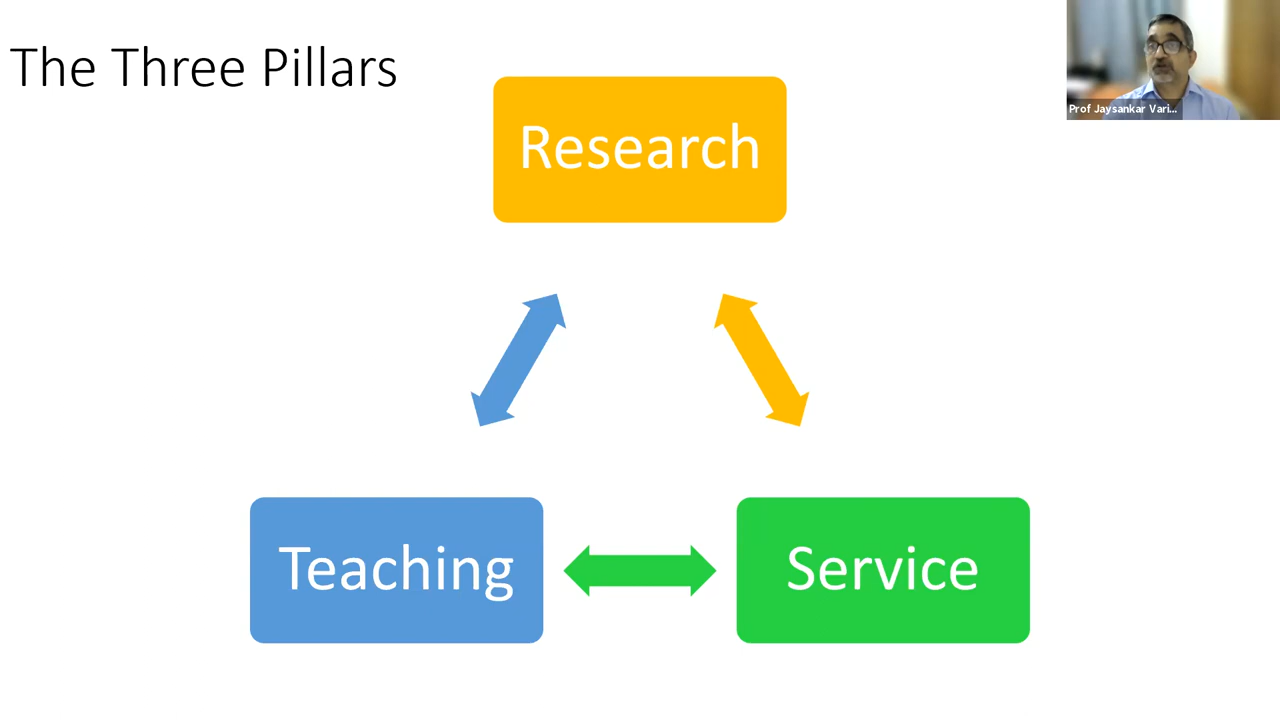 The Three Pillars
Research
Prof Jaysankar Vari...
Teaching
Service